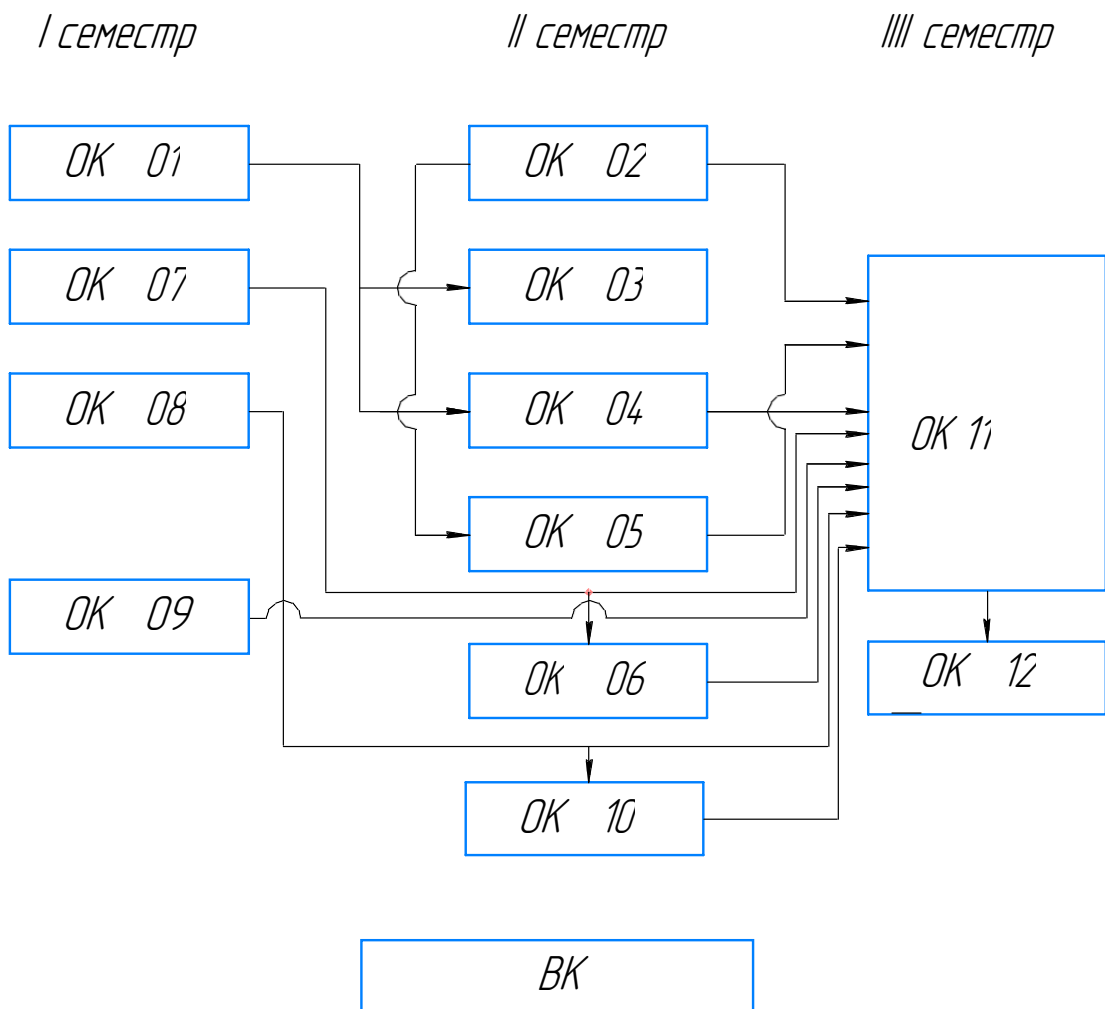 I семестр
II семестр
IIII семестр
ОК 01
ОК 02
ОК 07
ОК 03
ОК 08
ОК 04
ОК 11
ОК 05
ОК 09
ОК 06
ОК 12
ОК 10
ВК